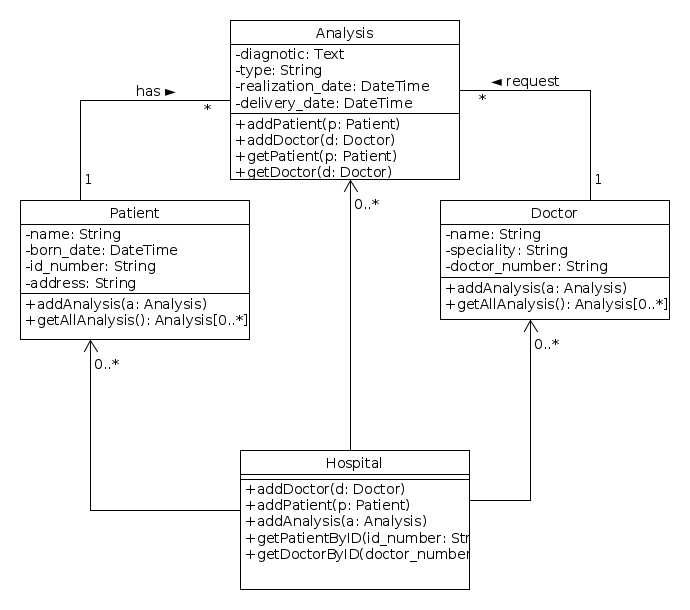 Analysis
-diagnotic: Text
-type: String
-realization_date: DateTime
-delivery_date: DateTime
+addPatient(p: Patient)
+addDoctor(d: Doctor)
+getPatient(p: Patient)
+getDoctor(d: Doctor)
has ►
*
◄ request
*
1
1
0..*
Patient
-name: String
-born_date: DateTime
-id_number: String
-address: String
+addAnalysis(a: Analysis)
+getAllAnalysis(): Analysis[0..*]
Doctor
-name: String
-speciality: String
-doctor_number: String
+addAnalysis(a: Analysis)
+getAllAnalysis(): Analysis[0..*]
0..*
0..*
Hospital
+addDoctor(d: Doctor)
+addPatient(p: Patient)
+addAnalysis(a: Analysis)
+getPatientByID(id_number: Str
+getDoctorByID(doctor_number